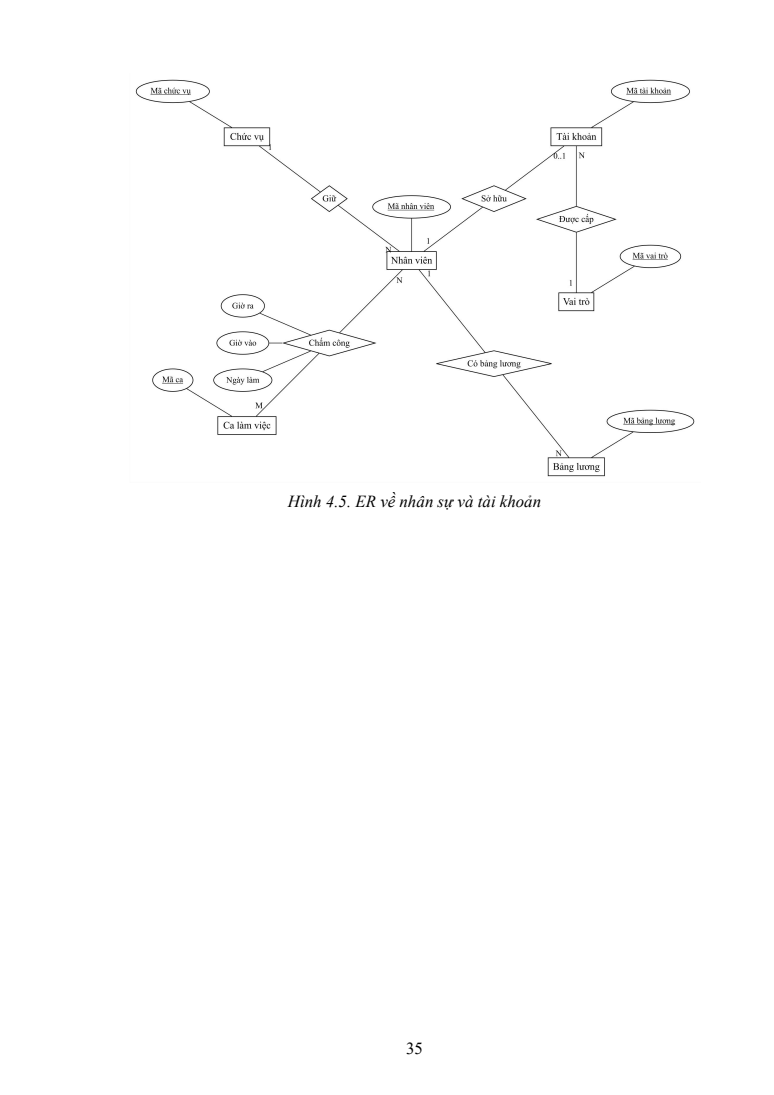 Mã chức vụ
Mã tài khoản
Chức vụ
Tài khoản
1
0..1
N
Giữ
Mã nhân viên
Sở hữu
Được cấp
N
1
Mã vai trò
Nhân viên
N
1
1
Vai trò
Giờ ra
Giờ vào
Chấm công
Có bảng lương
Mã ca
Ngày làm
M
Ca làm việc
Mã bảng lương
N
Bảng lương
Hình 4.5. ER về nhân sự và tài khoản
35